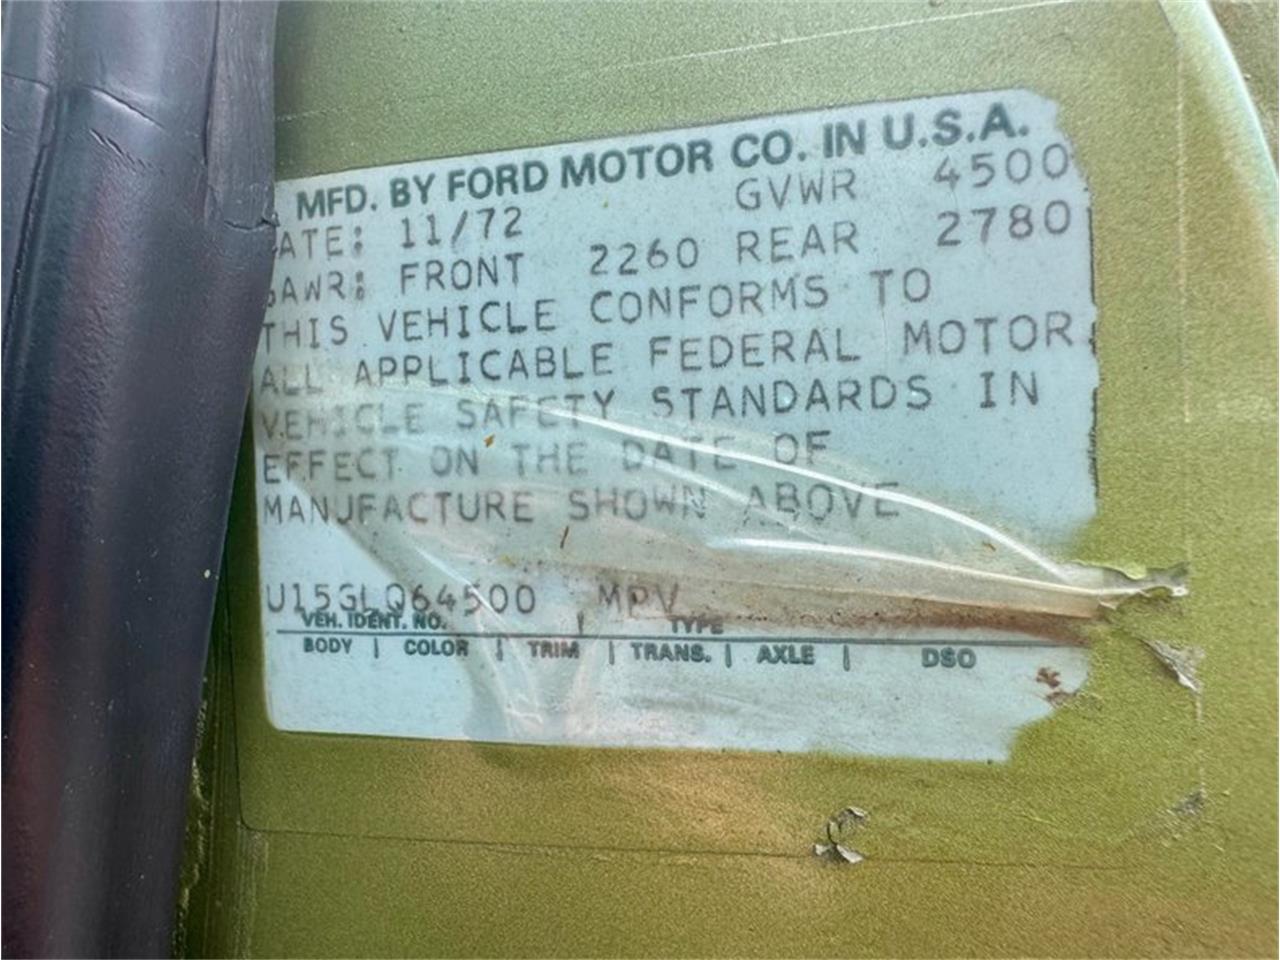 MFD. BY FORD MOTOR CO. IN U.S.A.
DATE: 11/72 GVWR 4500
GAWR: FRONT 2260 REAR 2780
THIS VEHICLE CONFORMS TO
ALL APPLICABLE FEDERAL MOTOR
VEHICLE SAFETY STANDARDS IN
EFFECT ON THE DATE OF
MANUFACTURE SHOWN ABOVE
U15GLQ64500 MPV
VEH. IDENT. NO. | TYPE
BODY | COLOR | TRIM | TRANS. | AXLE | DSO